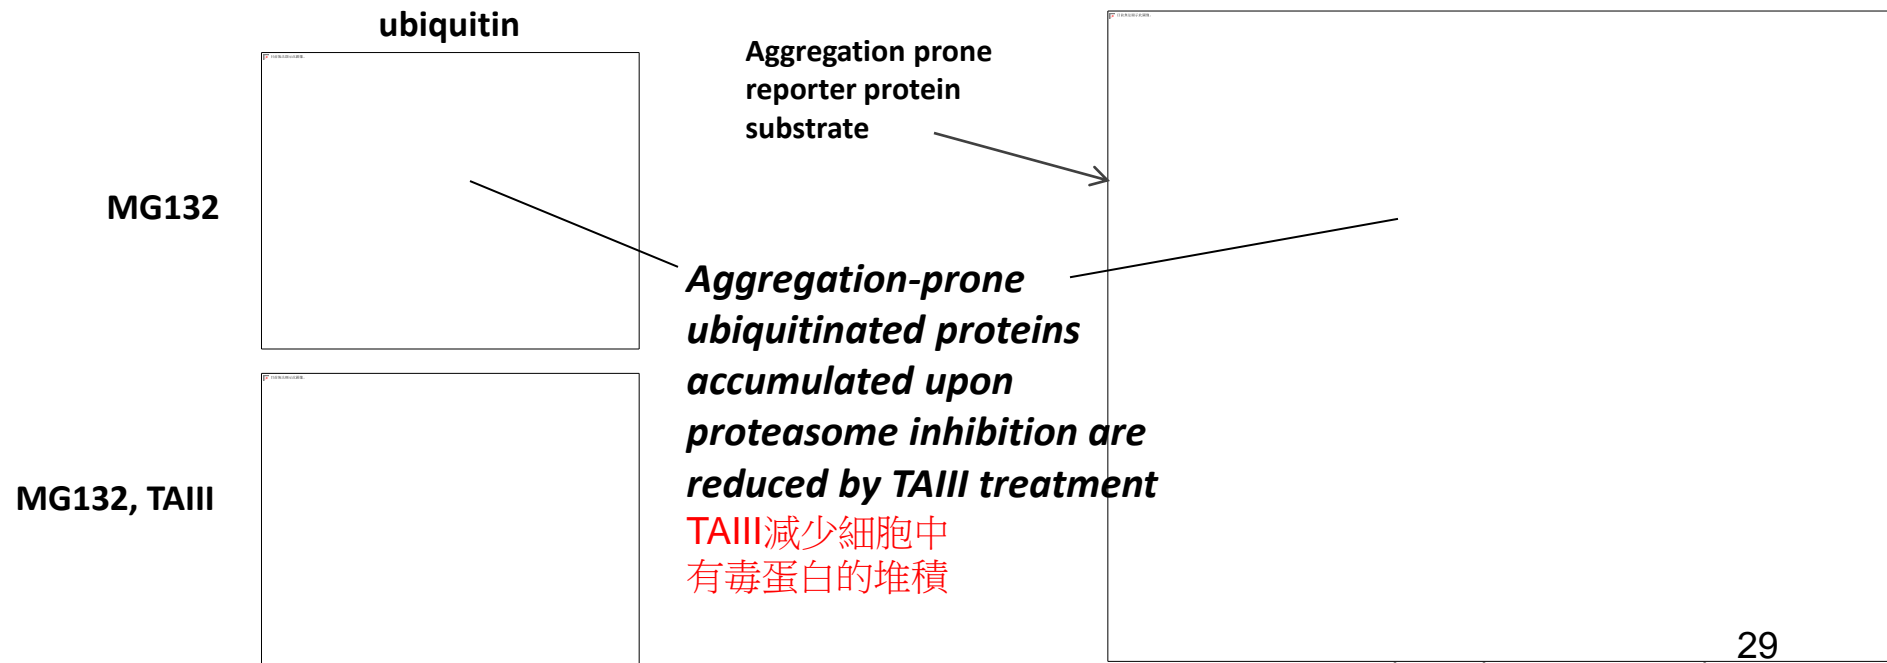 ubiquitin
Aggregation prone
reporter protein
substrate
MG132
Aggregation-prone
ubiquitinated proteins
accumulated upon
proteasome inhibition are
reduced by TAIII treatment
MG132, TAIII
TAIII減少細胞中
有毒蛋白的堆積
29